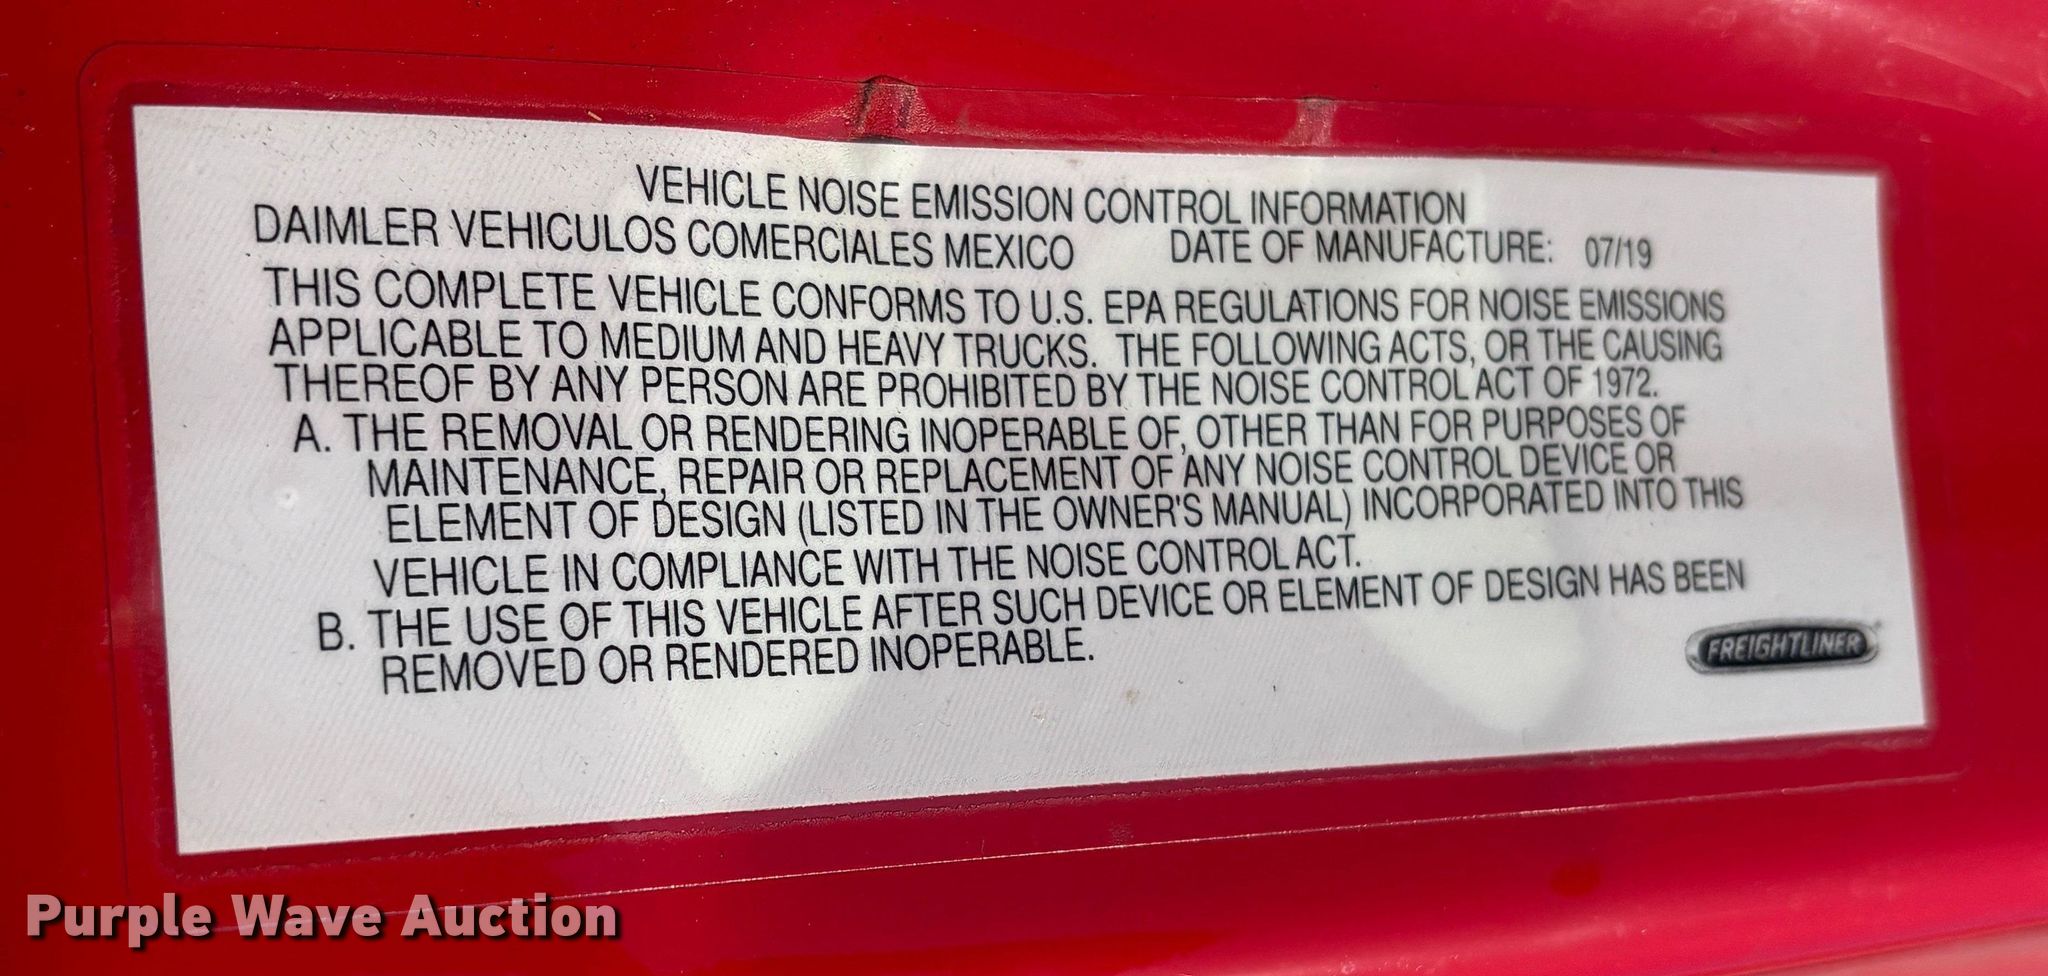 VEHICLE NOISE EMISSION CONTROL INFORMATION
DAIMLER VEHICULOS COMERCIALES MEXICO DATE OF MANUFACTURE: 07/19
THIS COMPLETE VEHICLE CONFORMS TO U.S. EPA REGULATIONS FOR NOISE EMISSIONS
APPLICABLE TO MEDIUM AND HEAVY TRUCKS. THE FOLLOWING ACTS, OR THE CAUSING
THEREOF BY ANY PERSON ARE PROHIBITED BY THE NOISE CONTROL ACT OF 1972.
A. THE REMOVAL OR RENDERING INOPERABLE OF, OTHER THAN FOR PURPOSES OF
MAINTENANCE, REPAIR OR REPLACEMENT OF ANY NOISE CONTROL DEVICE OR
ELEMENT OF DESIGN (LISTED IN THE OWNER'S MANUAL) INCORPORATED INTO THIS
VEHICLE IN COMPLIANCE WITH THE NOISE CONTROL ACT.
B. THE USE OF THIS VEHICLE AFTER SUCH DEVICE OR ELEMENT OF DESIGN HAS BEEN
REMOVED OR RENDERED INOPERABLE.
FREIGHTLINER
Purple Wave Auction